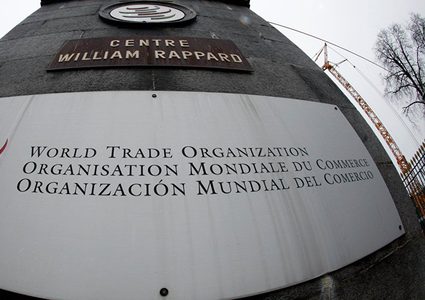 CENTRE
WILLIAM RAPPARD
WORLD TRADE ORGANIZATION
ORGANISATION MONDIALE DU COMMERCE
ORGANIZACIÓN MUNDIAL DEL COMERCIO